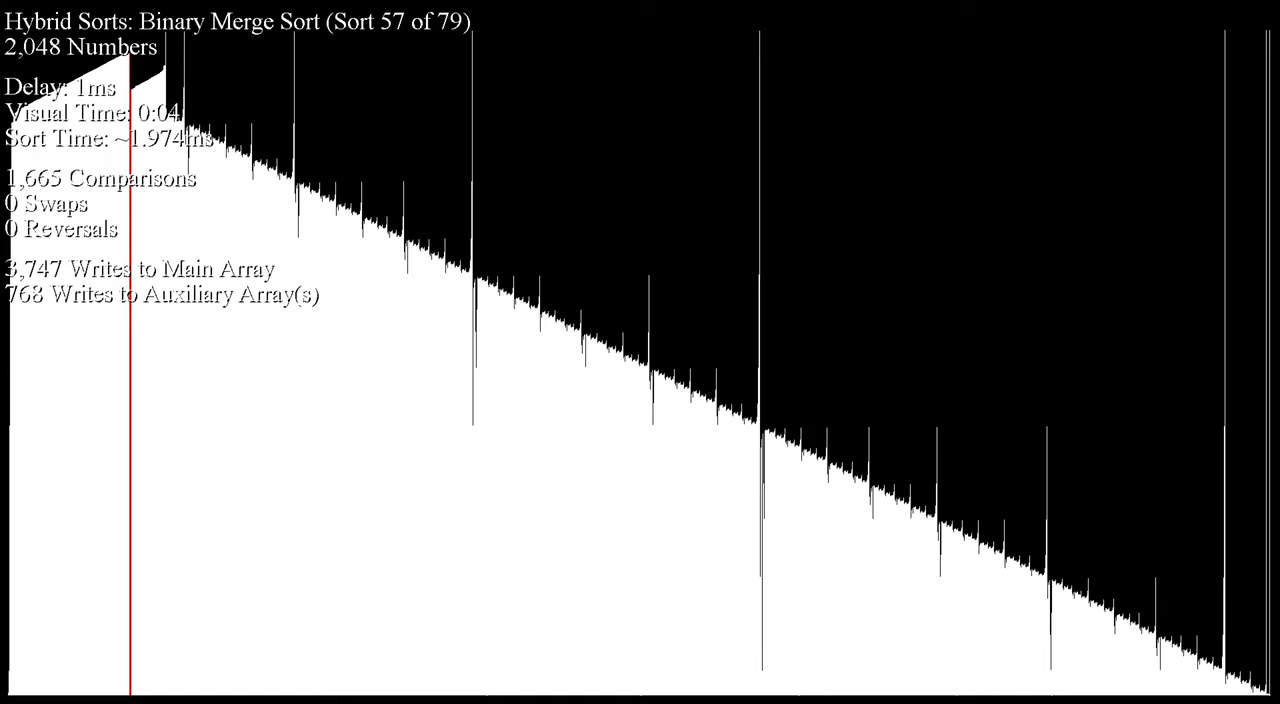 Hybrid Sorts: Binary Merge Sort (Sort 57 of 79)
2,048 Numbers
Delay: 1ms
Visual Time: 0:04
Sort Time: ~1.974ms
1,665 Comparisons
0 Swaps
0 Reversals
3,747 Writes to Main Array
768 Writes to Auxiliary Array(s)